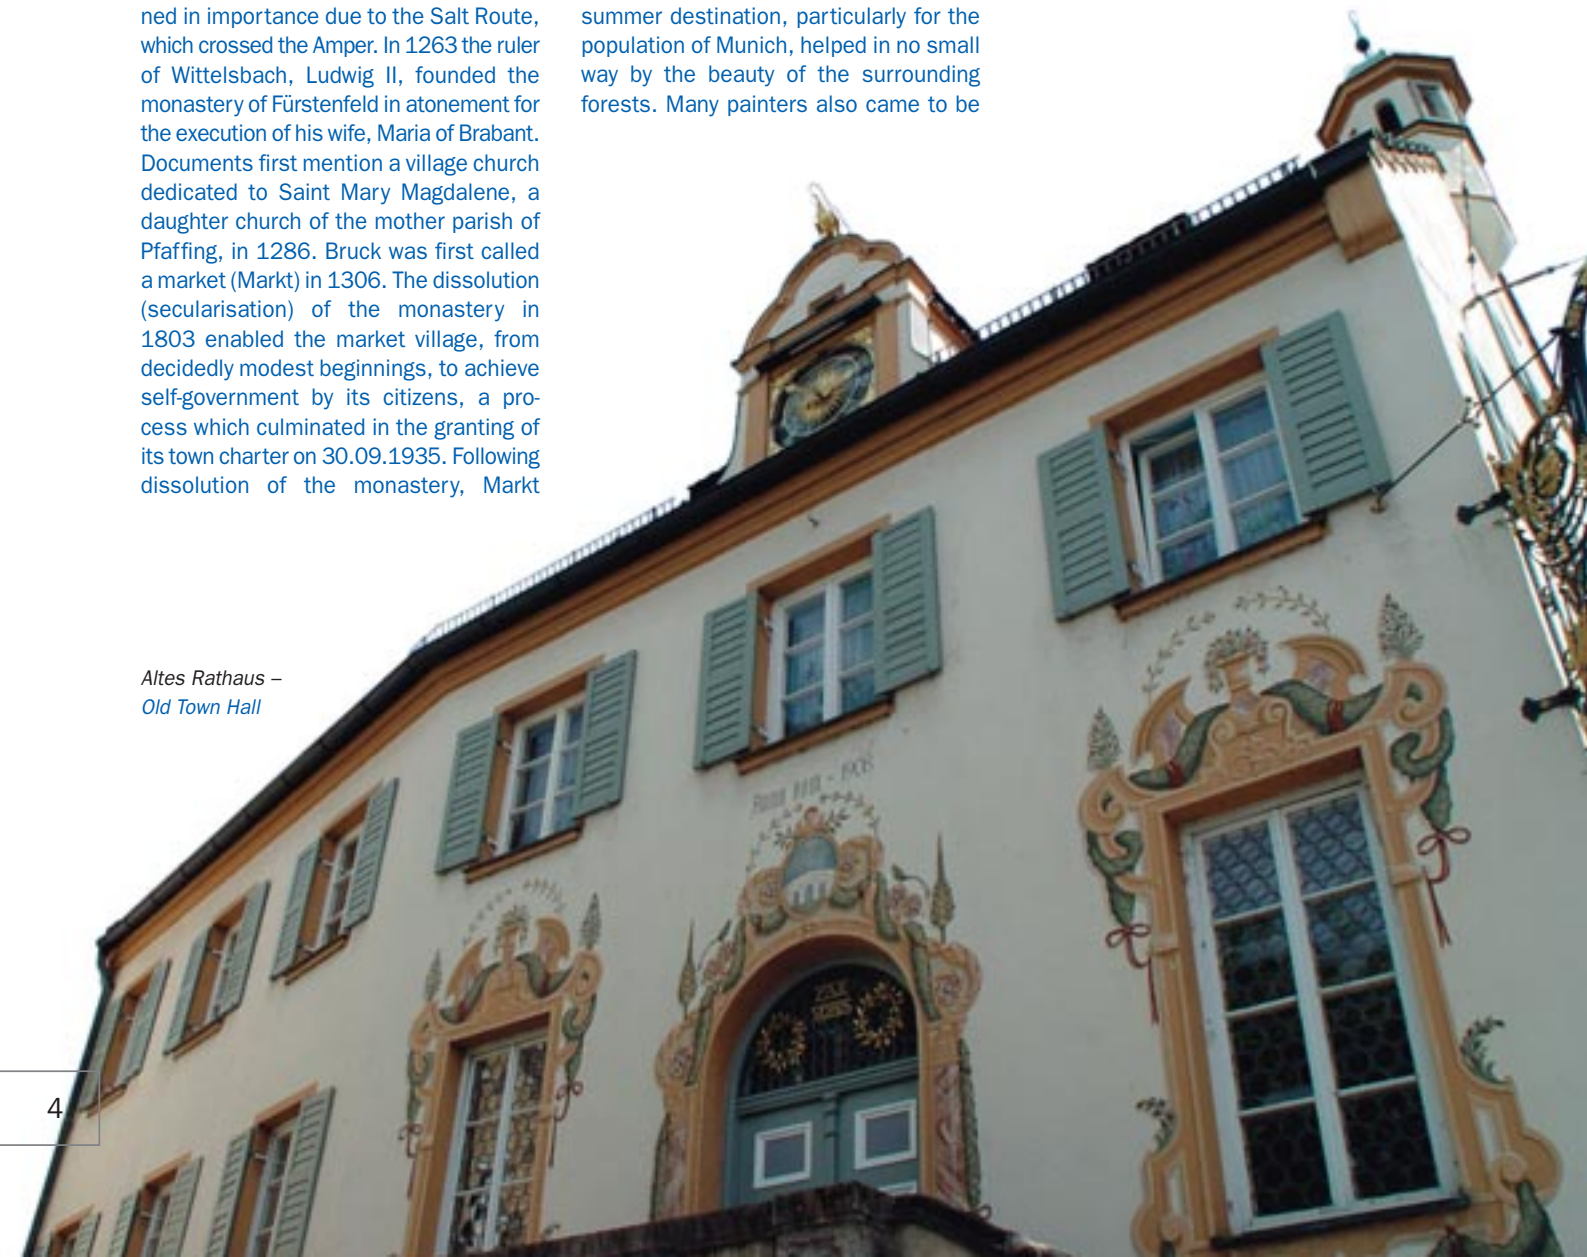 ned in importance due to the Salt Route,
which crossed the Amper. In 1263 the ruler
of Wittelsbach, Ludwig II, founded the
monastery of Fürstenfeld in atonement for
the execution of his wife, Maria of Brabant.
Documents first mention a village church
dedicated to Saint Mary Magdalene, a
daughter church of the mother parish of
Pfaffing, in 1286. Bruck was first called
a market (Markt) in 1306. The dissolution
(secularisation) of the monastery in
1803 enabled the market village, from
decidedly modest beginnings, to achieve
self-government by its citizens, a pro-
cess which culminated in the granting of
its town charter on 30.09.1935. Following
dissolution of the monastery, Markt
summer destination, particularly for the
population of Munich, helped in no small
way by the beauty of the surrounding
forests. Many painters also came to be
Altes Rathaus –
Old Town Hall
4